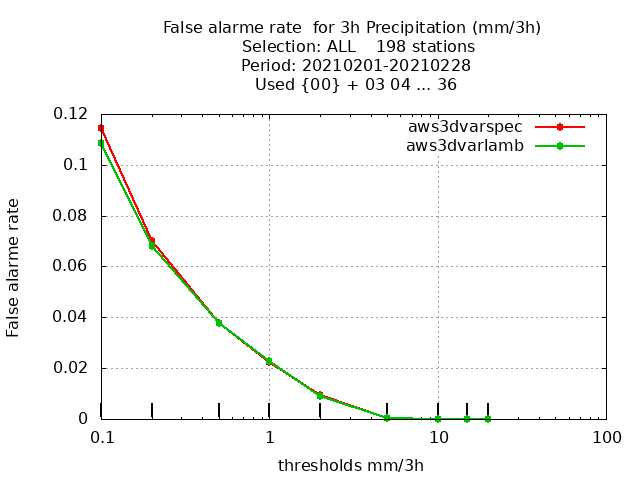 False alarme rate  for 3h Precipitation (mm/3h)
Selection: ALL    198 stations
Period: 20210201-20210228
Used {00} + 03 04 ... 36
aws3dvarspec
aws3dvarlamb
0.12
0.1
0.08
0.06
0.04
0.02
0
False alarme rate
0.1 1 10 100
thresholds mm/3h